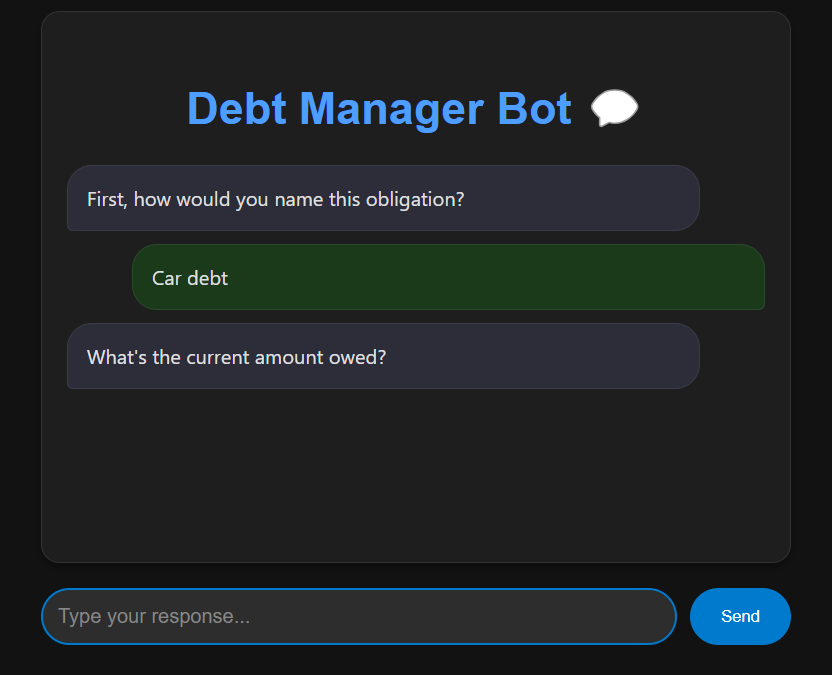 Debt Manager Bot 💬
First, how would you name this obligation?
Car debt
What's the current amount owed?
Type your response...
Send